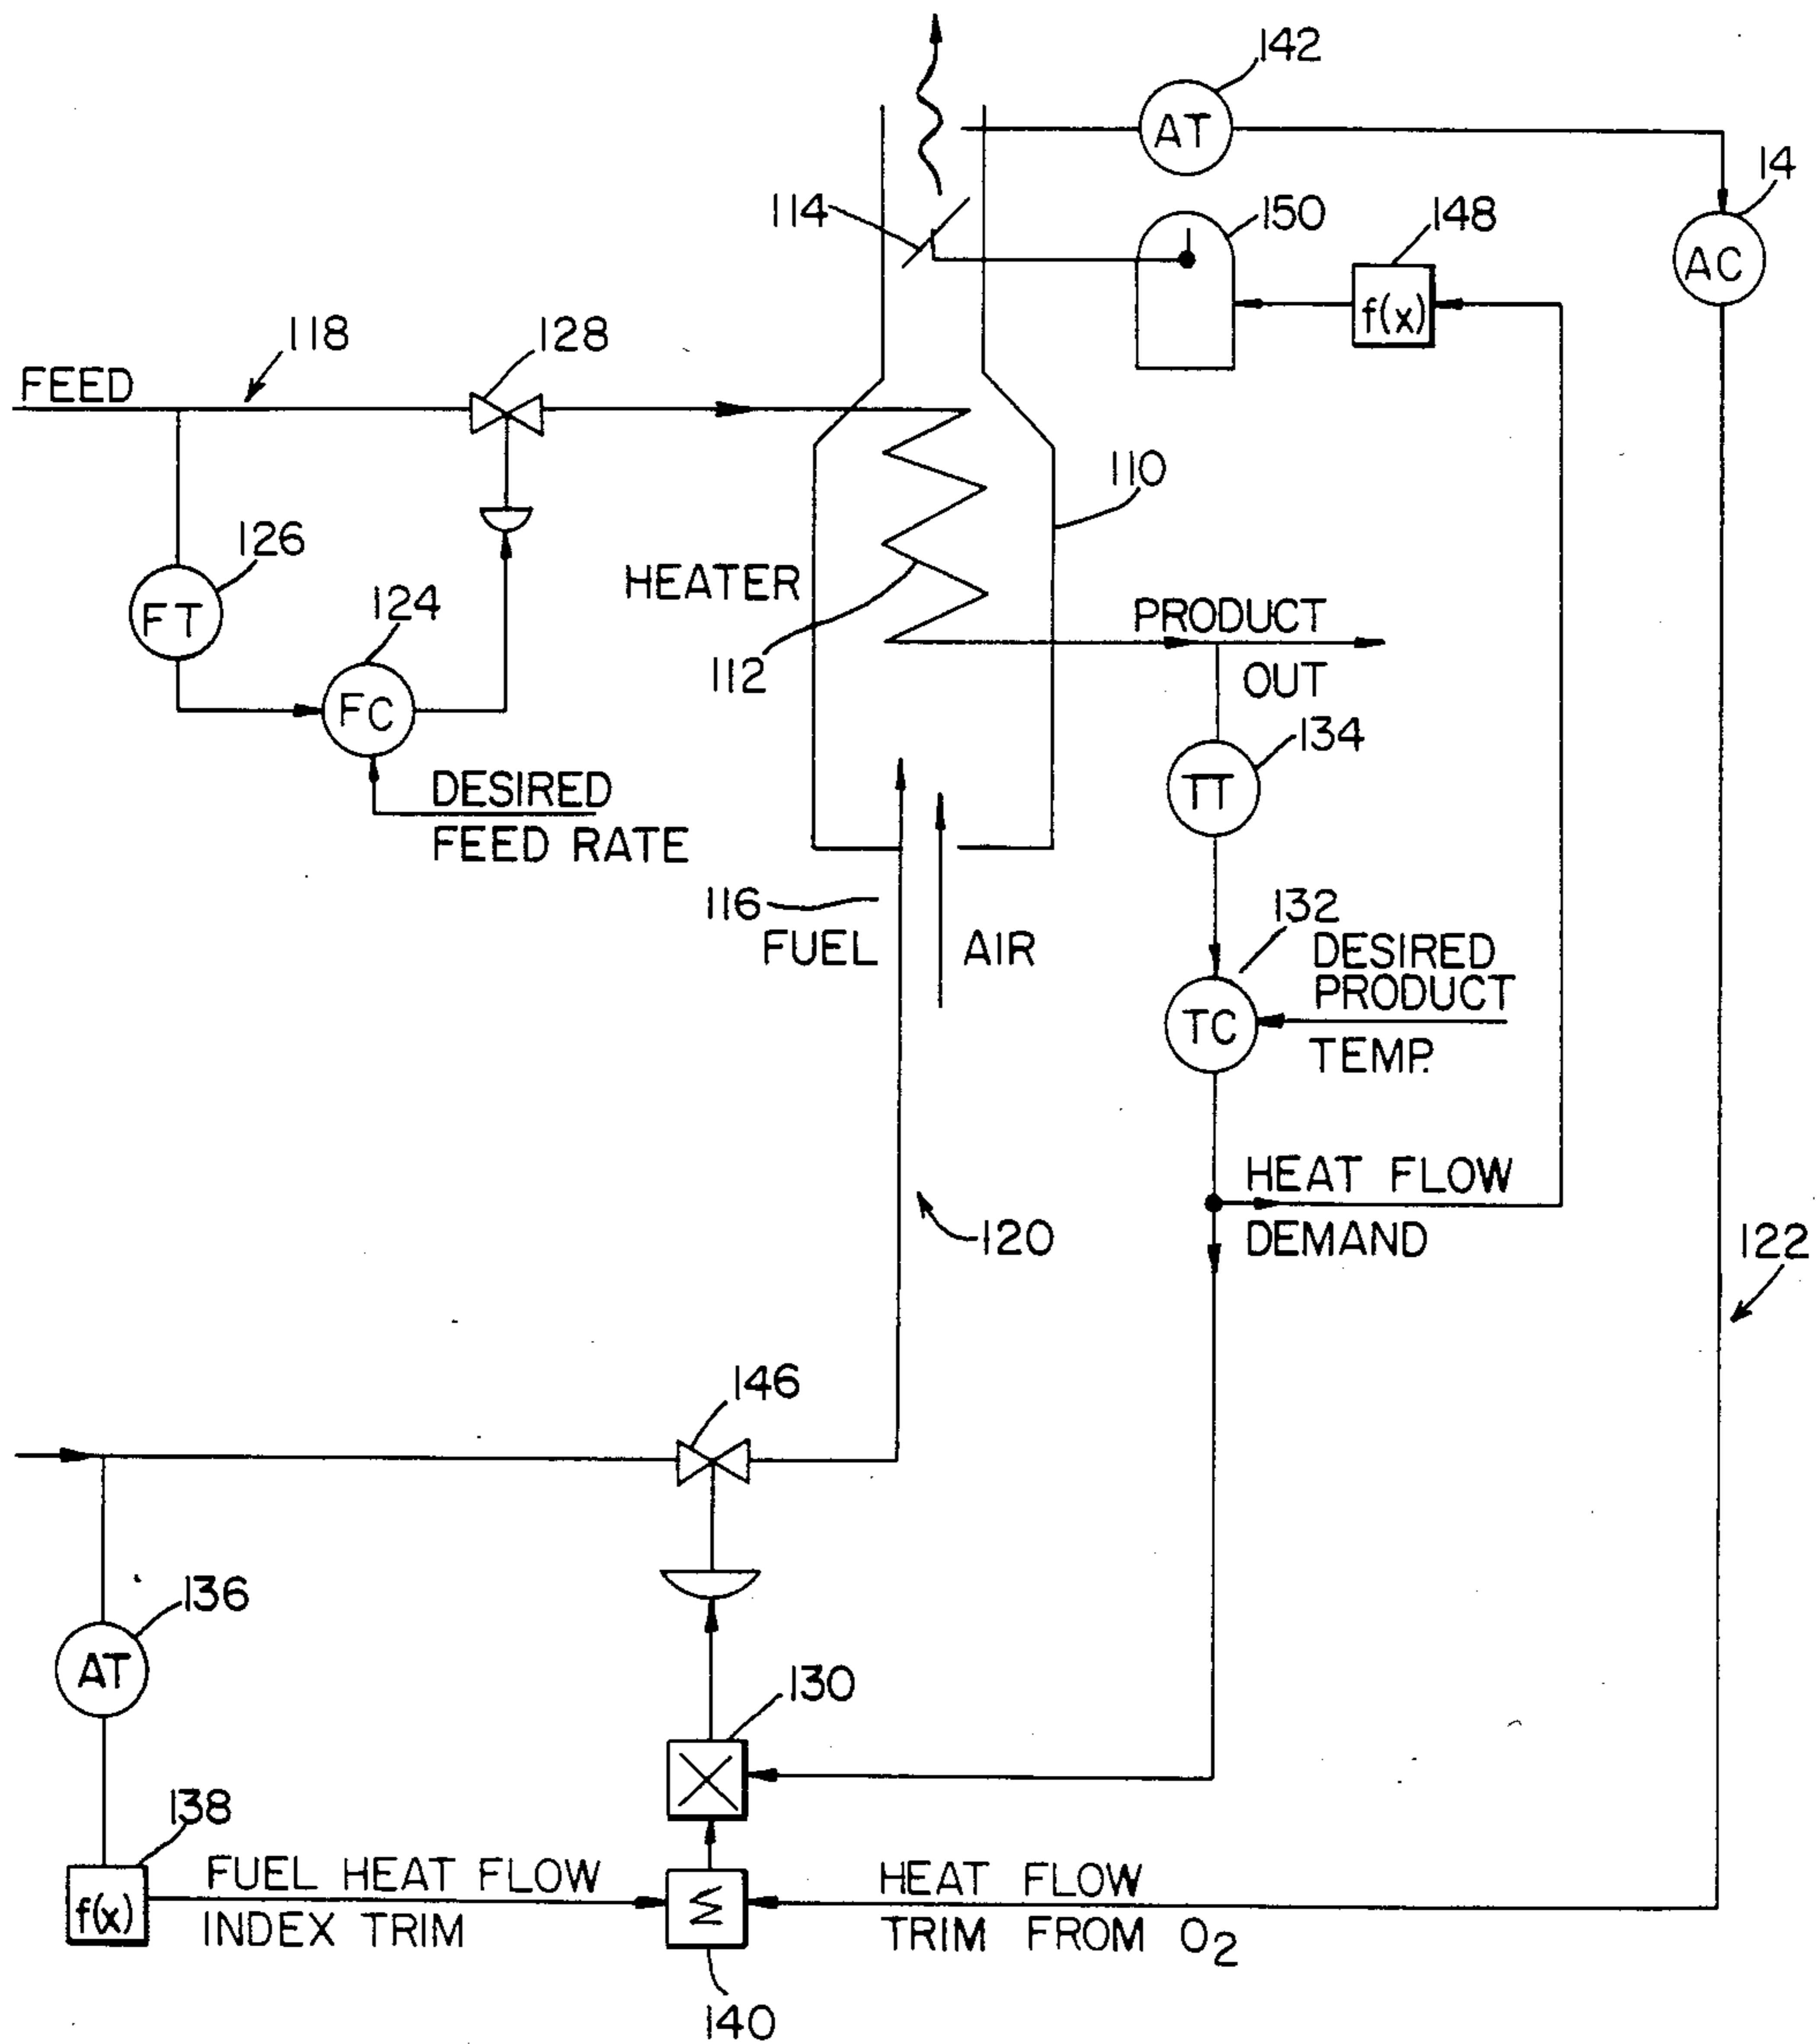 142
AT
14
AC
114
150
148
f(x)
118
128
FEED
110
126
FT
124
FC
HEATER
112
PRODUCT
OUT
134
TT
DESIRED
FEED RATE
116
FUEL
AIR
132
DESIRED
PRODUCT
TEMP.
TC
HEAT FLOW
DEMAND
120
122
146
136
AT
130
138
f(x)
FUEL HEAT FLOW
INDEX TRIM
Σ
HEAT FLOW
TRIM FROM O2
140